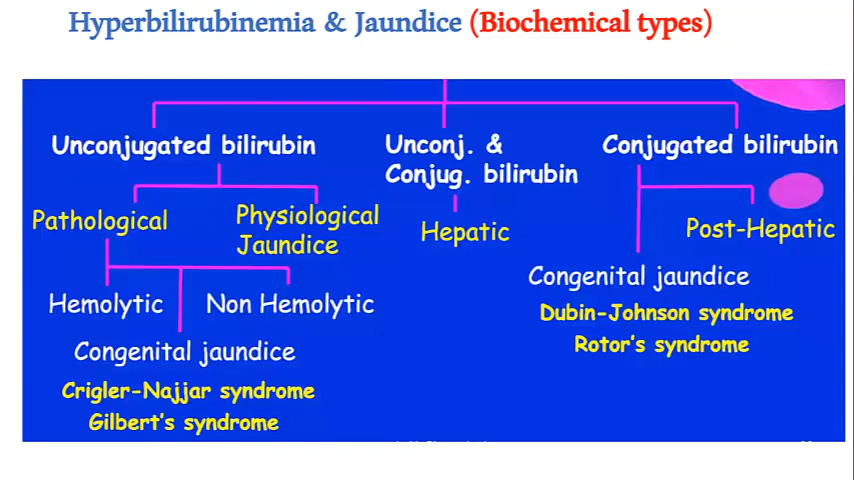 Hyperbilirubinemia & Jaundice (Biochemical types)
Unconjugated bilirubin
Unconj. &
Conjug. bilirubin
Conjugated bilirubin
Pathological
Physiological
Jaundice
Hepatic
Post-Hepatic
Hemolytic
Non Hemolytic
Congenital jaundice
Crigler-Najjar syndrome
Gilbert's syndrome
Congenital jaundice
Dubin-Johnson syndrome
Rotor's syndrome